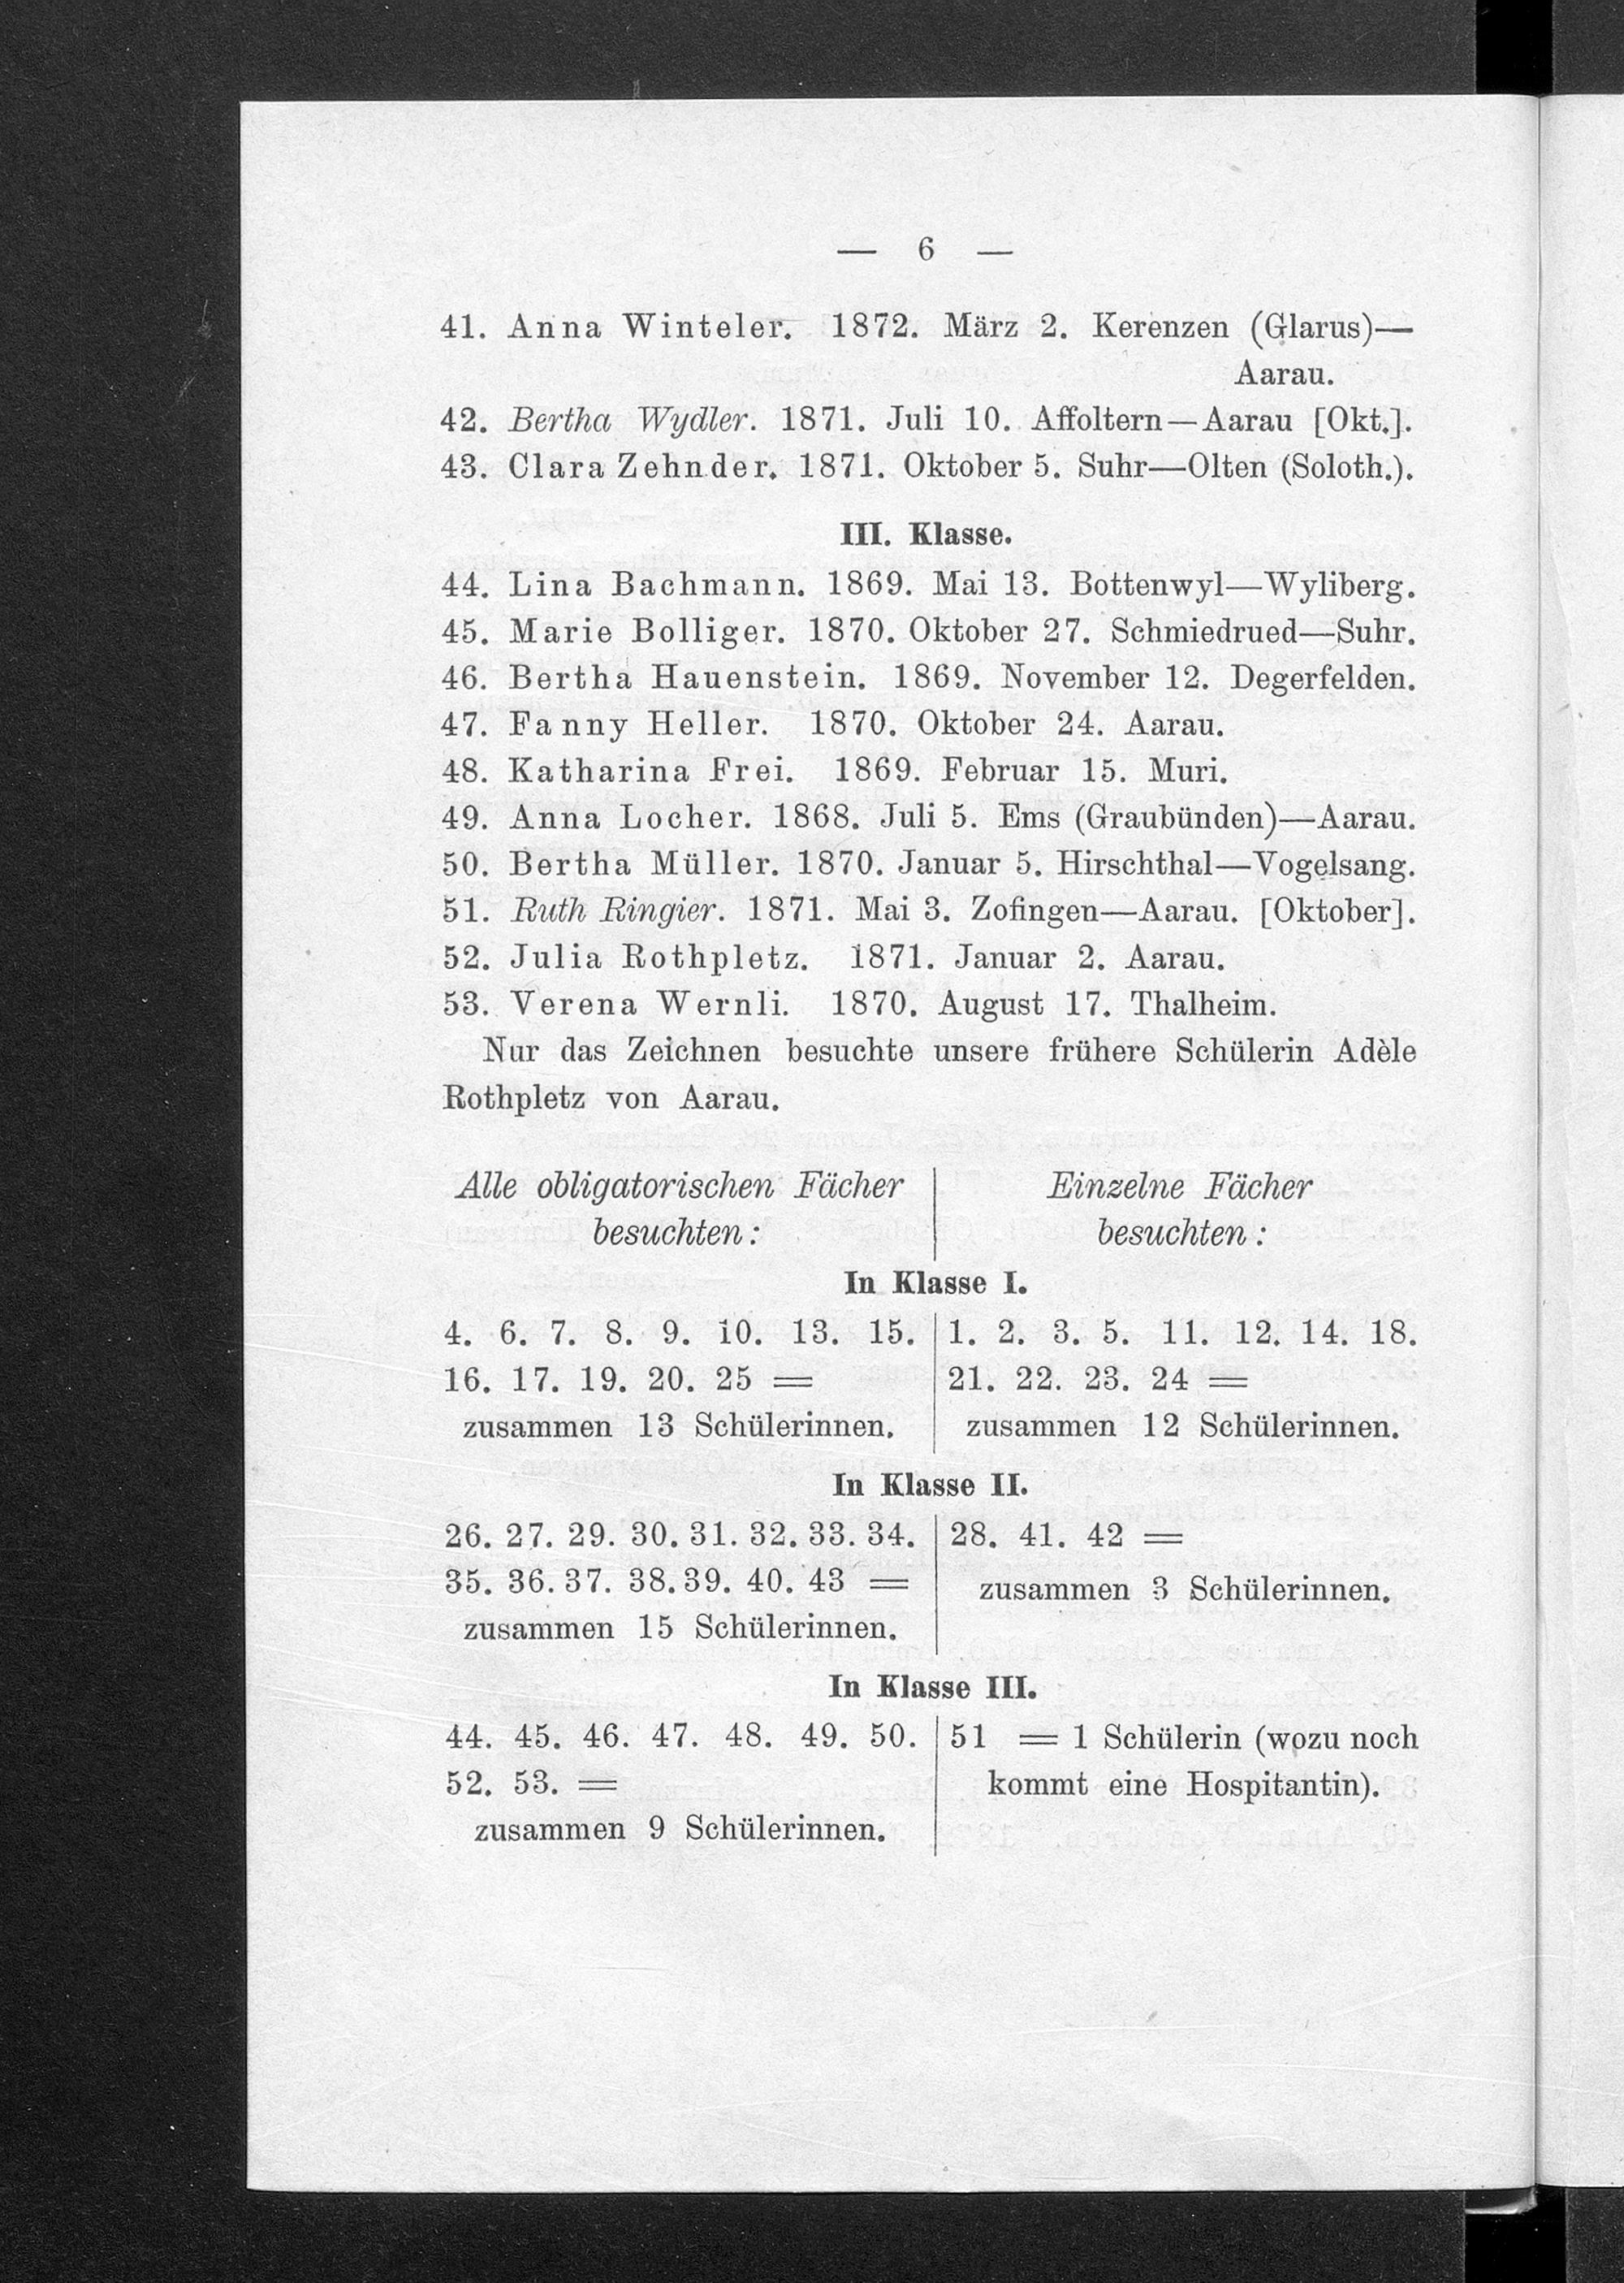 — 6 —
41. Anna Winteler. 1872. März 2. Kerenzen (Glarus)—
Aarau.
42. Bertha Wydler. 1871. Juli 10. Affoltern—Aarau [Okt.].
43. Clara Zehnder. 1871. Oktober 5. Suhr—Olten (Soloth.).
III. Klasse.
44. Lina Bachmann. 1869. Mai 13. Bottenwyl—Wyliberg.
45. Marie Bolliger. 1870. Oktober 27. Schmiedrued—Suhr.
46. Bertha Hauenstein. 1869. November 12. Degerfelden.
47. Fanny Heller. 1870. Oktober 24. Aarau.
48. Katharina Frei. 1869. Februar 15. Muri.
49. Anna Locher. 1868. Juli 5. Ems (Graubünden)—Aarau.
50. Bertha Müller. 1870. Januar 5. Hirschthal—Vogelsang.
51. Ruth Ringier. 1871. Mai 3. Zofingen—Aarau. [Oktober].
52. Julia Rothpletz. 1871. Januar 2. Aarau.
53. Verena Wernli. 1870. August 17. Thalheim.
Nur das Zeichnen besuchte unsere frühere Schülerin Adèle
Rothpletz von Aarau.
Alle obligatorischen Fächer
besuchten:
Einzelne Fächer
besuchten:
In Klasse I.
4. 6. 7. 8. 9. 10. 13. 15.
16. 17. 19. 20. 25 =
zusammen 13 Schülerinnen.
1. 2. 3. 5. 11. 12. 14. 18.
21. 22. 23. 24 =
zusammen 12 Schülerinnen.
In Klasse II.
26. 27. 29. 30. 31. 32. 33. 34.
35. 36. 37. 38. 39. 40. 43 =
zusammen 15 Schülerinnen.
28. 41. 42 =
zusammen 3 Schülerinnen.
In Klasse III.
44. 45. 46. 47. 48. 49. 50.
52. 53. =
zusammen 9 Schülerinnen.
51 = 1 Schülerin (wozu noch
kommt eine Hospitantin).